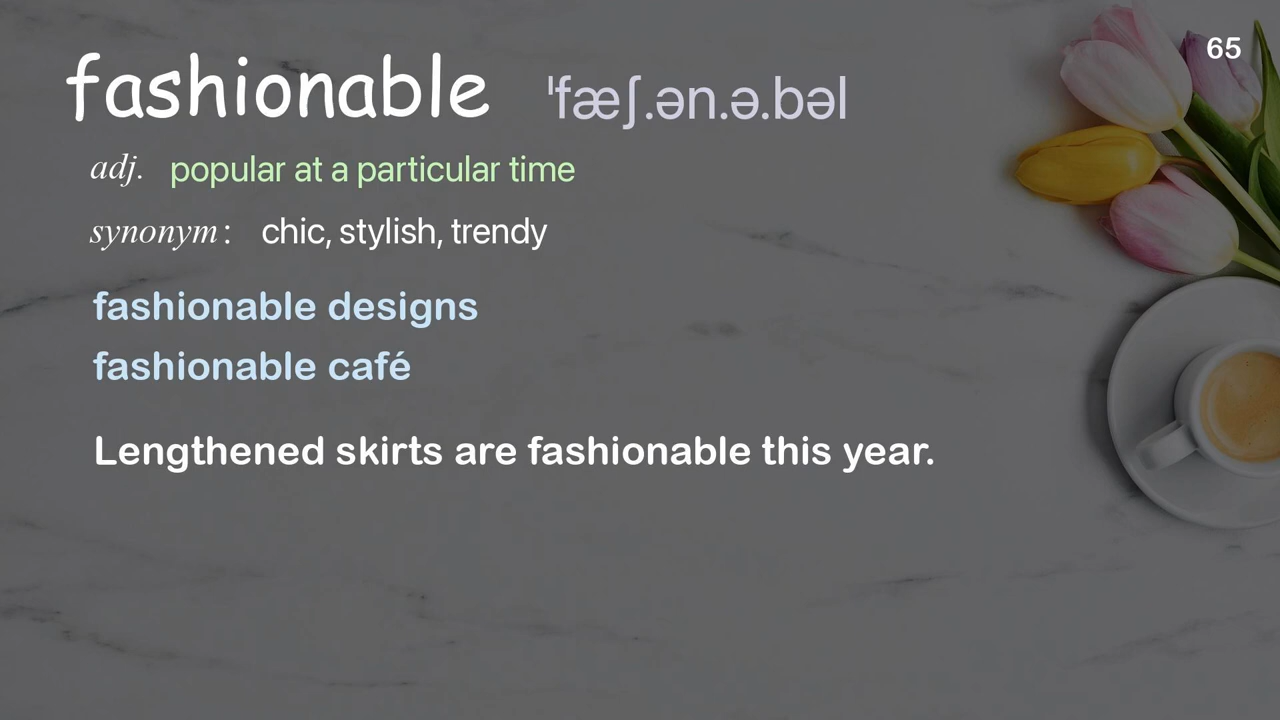 65
fashionable ˈfæʃ.ən.ə.bəl
adj. popular at a particular time
synonym: chic, stylish, trendy
fashionable designs
fashionable café
Lengthened skirts are fashionable this year.